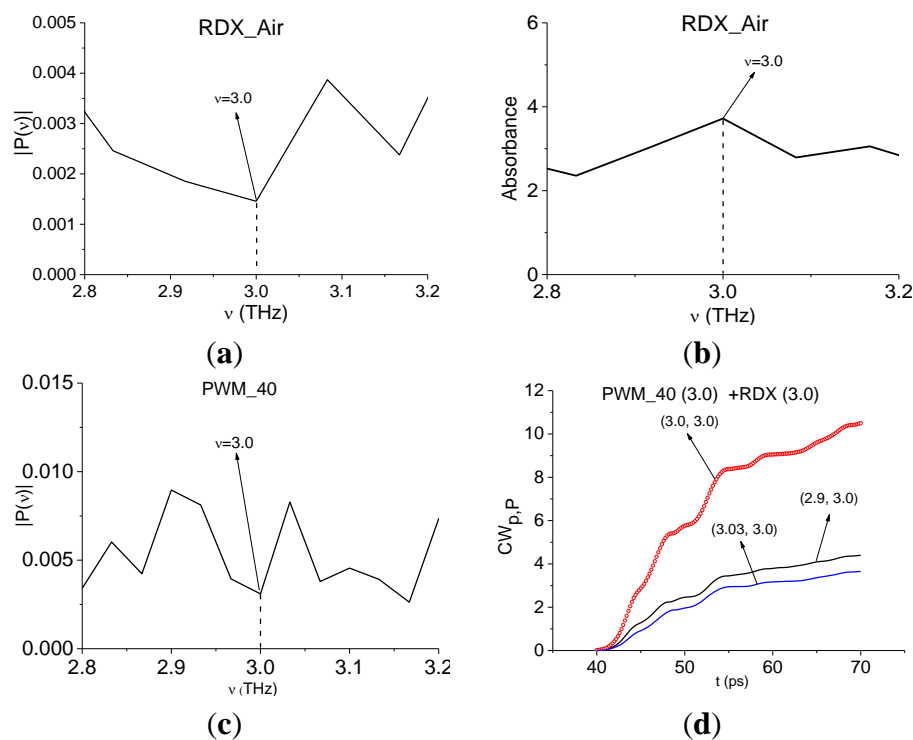 RDX_Air
0.005
0.004
0.003
0.002
0.001
0.000
|P(ν)|
ν=3.0
2.8 2.9 3.0 3.1 3.2
ν (THz)
(a)
RDX_Air
6
4
2
0
Absorbance
ν=3.0
2.8 3.0 3.2
ν (THz)
(b)
PWM_40
0.015
0.010
0.005
0.000
|P(ν)|
ν=3.0
2.8 2.9 3.0 3.1 3.2
ν (THz)
(c)
PWM_40 (3.0) +RDX (3.0)
12
10
8
6
4
2
0
CWp,P
(3.0, 3.0)
(2.9, 3.0)
(3.03, 3.0)
40 50 60 70
t (ps)
(d)